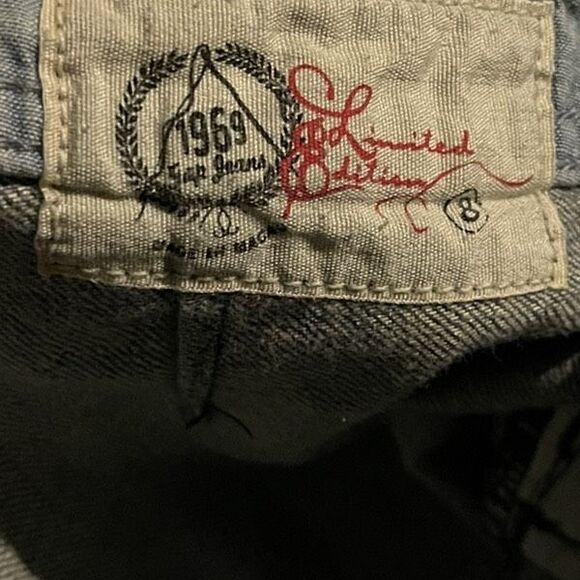 1969
Gap Jeans
MADE IN MACAU
Limited
Edition
8